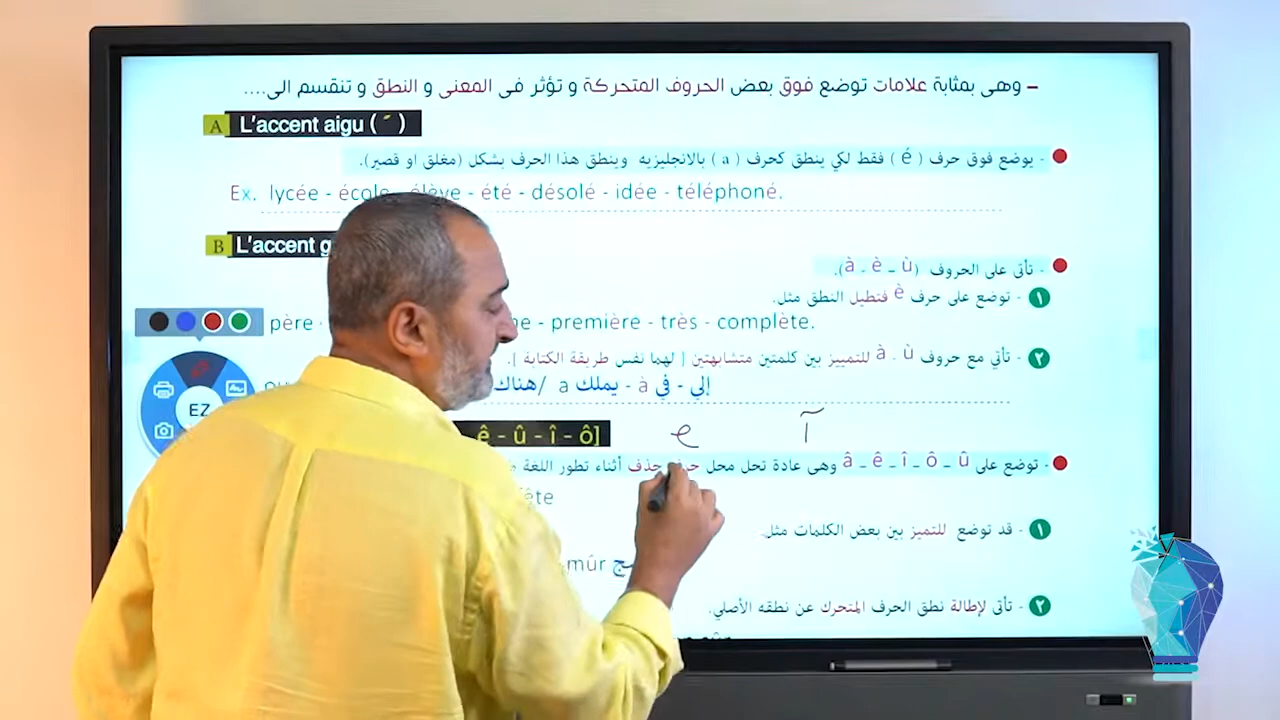 – وهى بمثابة علامات توضع فوق بعض الحروف المتحركة و تؤثر فى المعنى و النطق و تنقسم الى....
A L'accent aigu ( ´ )
- يوضع فوق حرف ( é ) فقط لكي ينطق كحرف ( a ) بالانجليزيه وينطق هذا الحرف بشكل (مغلق او قصير).
Ex. lycée - école - élève - été - désolé - idée - téléphoné.
B L'accent g
- تأتى على الحروف (à - è - ù).
١ - توضع على حرف è فتطيل النطق مثل.
père - première - très - complète.
٢ - تأتي مع حروف à . ù للتمييز بين كلمتين متشابهتين [ لهما نفس طريقة الكتابة ].
هناك/ a يملك - à إلي - في
ê - û - î - ô]
e آ
- توضع على â - ê - î - ô - û وهى عادة تحل محل حرف حذف أثناء تطور اللغة
ête
١ - قد توضع للتميز بين بعض الكلمات مثل.
mûr
٢ - تأتى لإطالة نطق الحرف المتحرك عن نطقه الأصلي.
EZ